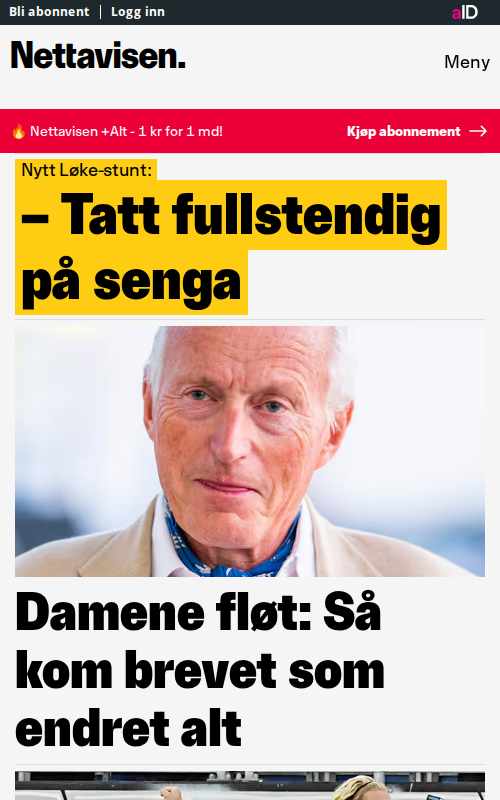 Bli abonnent | Logg inn
aID
Nettavisen.
Meny
🔥 Nettavisen +Alt - 1 kr for 1 md!
Kjøp abonnement →
Nytt Løke-stunt:
– Tatt fullstendig
på senga
Damene fløt: Så
kom brevet som
endret alt